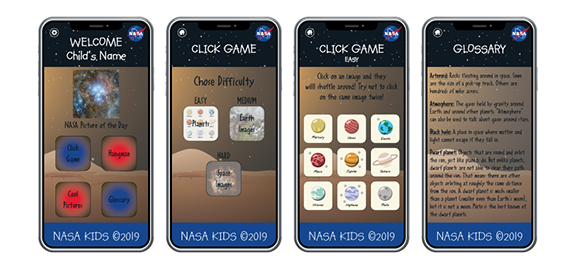 NASA
WELCOME
Child's Name
NASA Picture of the Day
Click
Game
Hangman
Cool
Pictures
Glossary
NASA KIDS ©2019
NASA
CLICK GAME
Chose Difficulty
EASY
Planets
MEDIUM
Earth
Images
HARD
Space
Images
NASA KIDS ©2019
NASA
CLICK GAME
EASY
Click on an image and they
will shuttle around! Try not to click
on the same image twice!
Mercury
Venus
Earth
Mars
Jupiter
Saturn
Uranus
Neptune
Pluto
NASA KIDS ©2019
NASA
GLOSSARY
Asteroid: Rocks floating around in space. Some
are the size of a pick-up truck. Others are
hundreds of miles across.
Atmosphere: The gases held by gravity around
Earth and around other planets. "Atmosphere"
can also be used to talk about gases around stars.
Black hole: A place in space where matter and
light cannot escape if they fall in.
Dwarf planet: Objects that are round and orbit
the sun, just like planets do. But unlike planets,
dwarf planets are not able to clear their path
around the sun. That means there are other
objects orbiting at roughly the same distance
from the sun. A dwarf planet is much smaller
than a planet (smaller even than Earth's moon),
but it is not a moon. Pluto is the best known of
the dwarf planets.
NASA KIDS ©2019